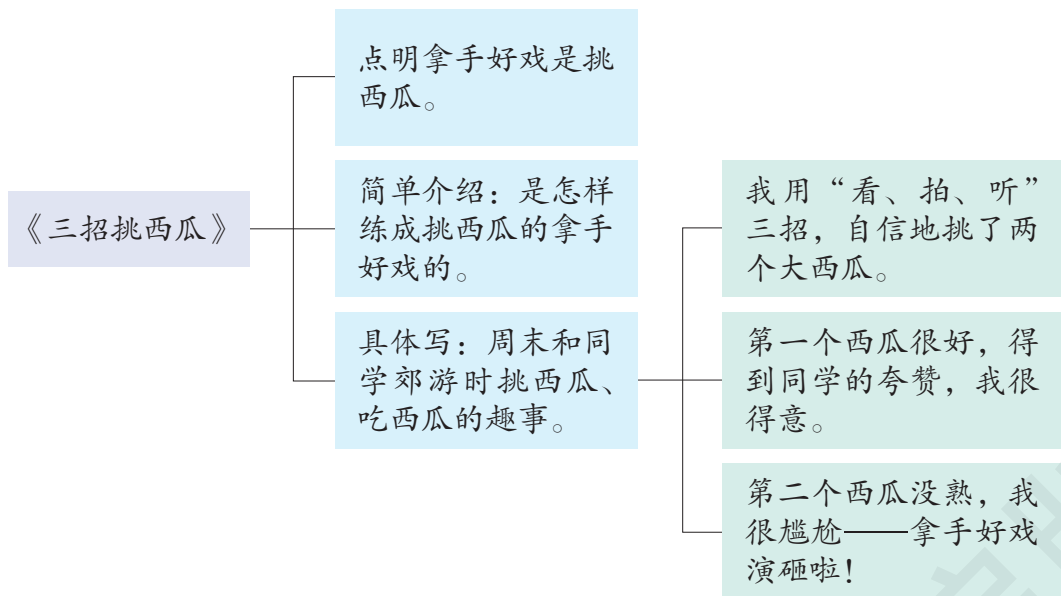 《三招挑西瓜》
点明拿手好戏是挑
西瓜。
简单介绍：是怎样
练成挑西瓜的拿手
好戏的。
具体写：周末和同
学郊游时挑西瓜、
吃西瓜的趣事。
我用“看、拍、听”
三招，自信地挑了两
个大西瓜。
第一个西瓜很好，得
到同学的夸赞，我很
得意。
第二个西瓜没熟，我
很尴尬——拿手好戏
演砸啦！